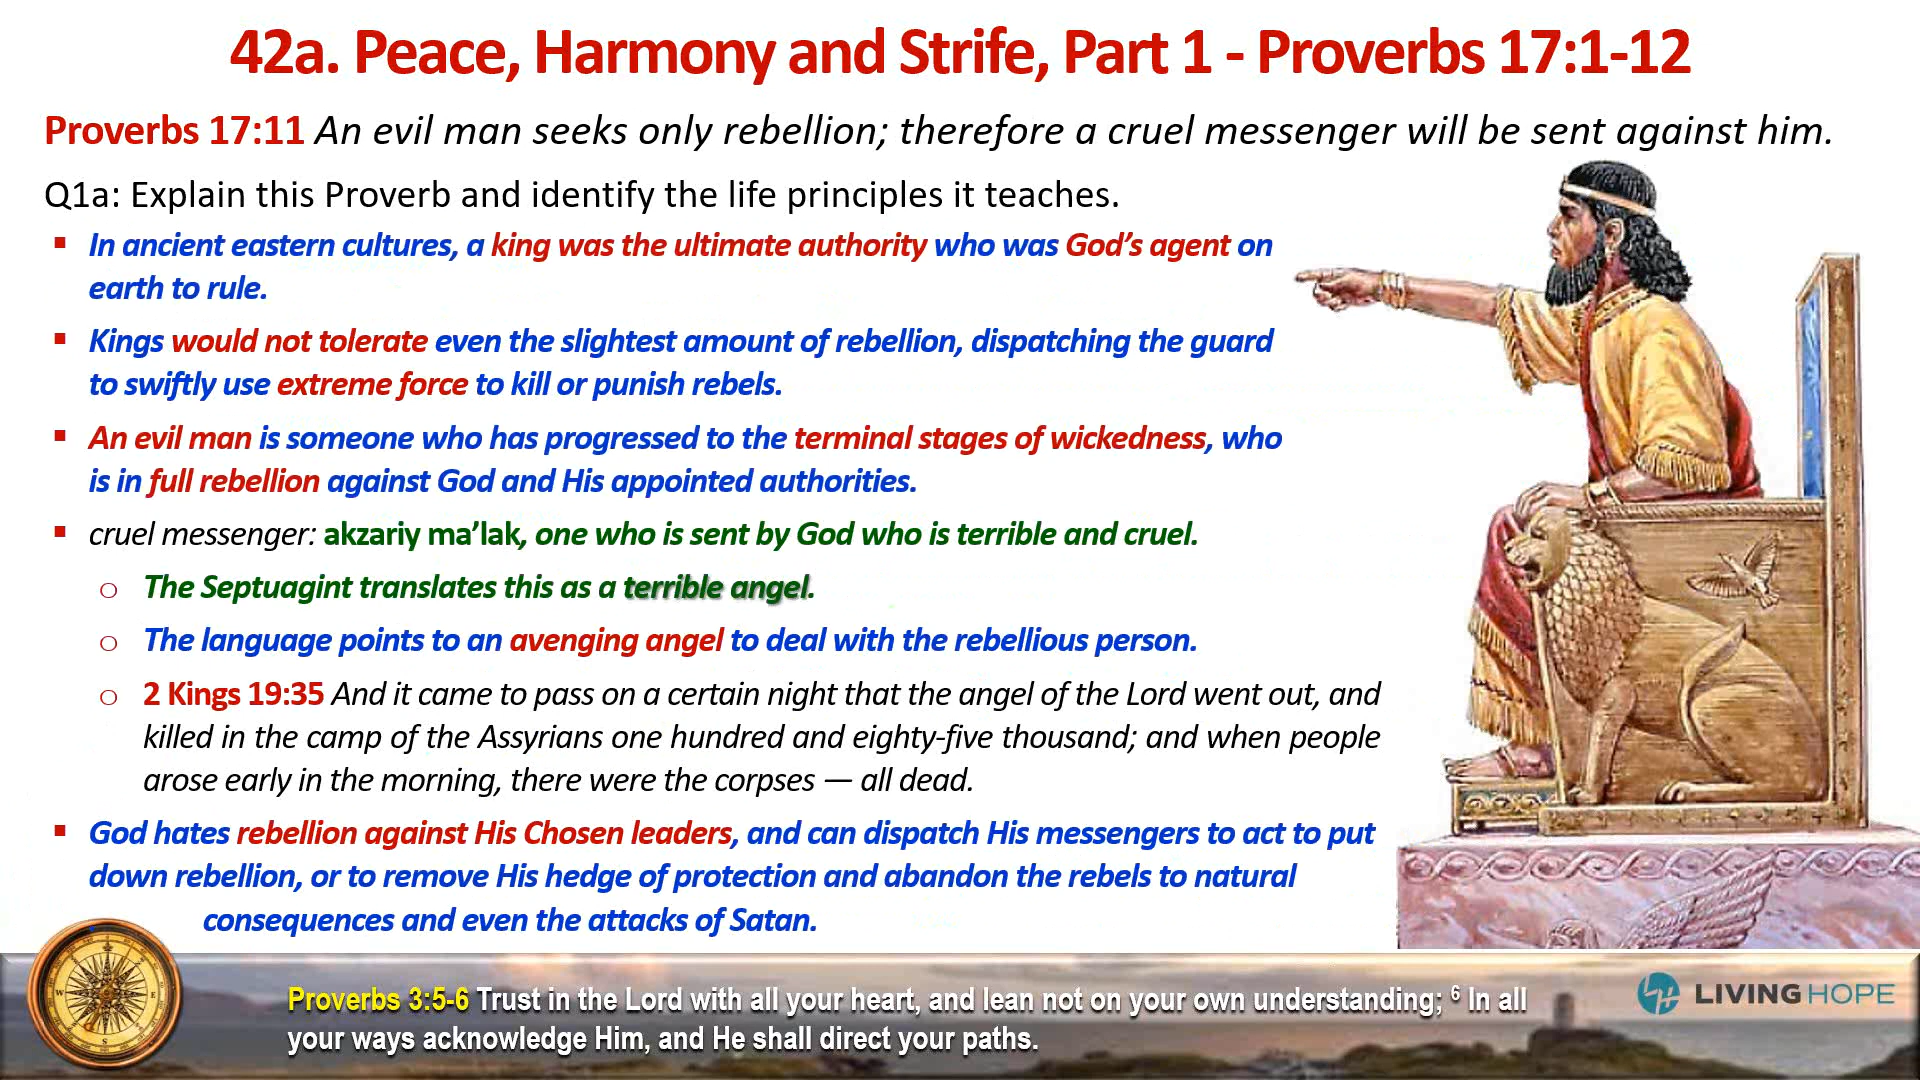 42a. Peace, Harmony and Strife, Part 1 - Proverbs 17:1-12
Proverbs 17:11 An evil man seeks only rebellion; therefore a cruel messenger will be sent against him.
Q1a: Explain this Proverb and identify the life principles it teaches.
▪ In ancient eastern cultures, a king was the ultimate authority who was God’s agent on
earth to rule.
▪ Kings would not tolerate even the slightest amount of rebellion, dispatching the guard
to swiftly use extreme force to kill or punish rebels.
▪ An evil man is someone who has progressed to the terminal stages of wickedness, who
is in full rebellion against God and His appointed authorities.
▪ cruel messenger: akzariy ma’lak, one who is sent by God who is terrible and cruel.
o The Septuagint translates this as a terrible angel.
o The language points to an avenging angel to deal with the rebellious person.
o 2 Kings 19:35 And it came to pass on a certain night that the angel of the Lord went out, and
killed in the camp of the Assyrians one hundred and eighty-five thousand; and when people
arose early in the morning, there were the corpses — all dead.
▪ God hates rebellion against His Chosen leaders, and can dispatch His messengers to act to put
down rebellion, or to remove His hedge of protection and abandon the rebels to natural
consequences and even the attacks of Satan.
Proverbs 3:5-6 Trust in the Lord with all your heart, and lean not on your own understanding; 6 In all
your ways acknowledge Him, and He shall direct your paths.
LIVING HOPE